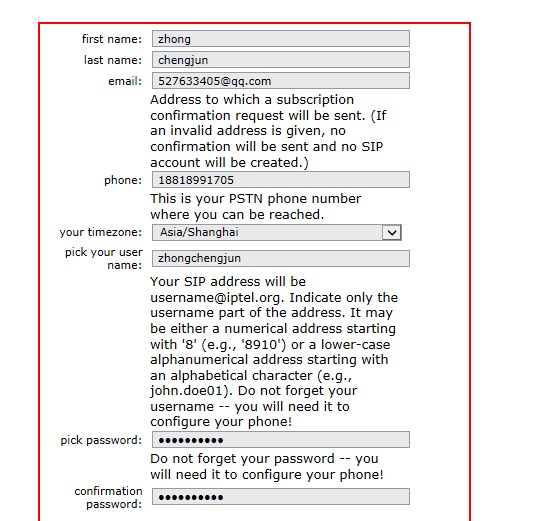 first name: zhong
last name: chengjun
email: 527633405@qq.com
Address to which a subscription
confirmation request will be sent. (If
an invalid address is given, no
confirmation will be sent and no SIP
account will be created.)
phone: 18818991705
This is your PSTN phone number
where you can be reached.
your timezone: Asia/Shanghai
pick your user
name: zhongchengjun
Your SIP address will be
username@iptel.org. Indicate only the
username part of the address. It may
be either a numerical address starting
with '8' (e.g., '8910') or a lower-case
alphanumerical address starting with
an alphabetical character (e.g.,
john.doe01). Do not forget your
username -- you will need it to
configure your phone!
pick password: ●●●●●●●●●●
Do not forget your password -- you
will need it to configure your phone!
confirmation
password: ●●●●●●●●●●